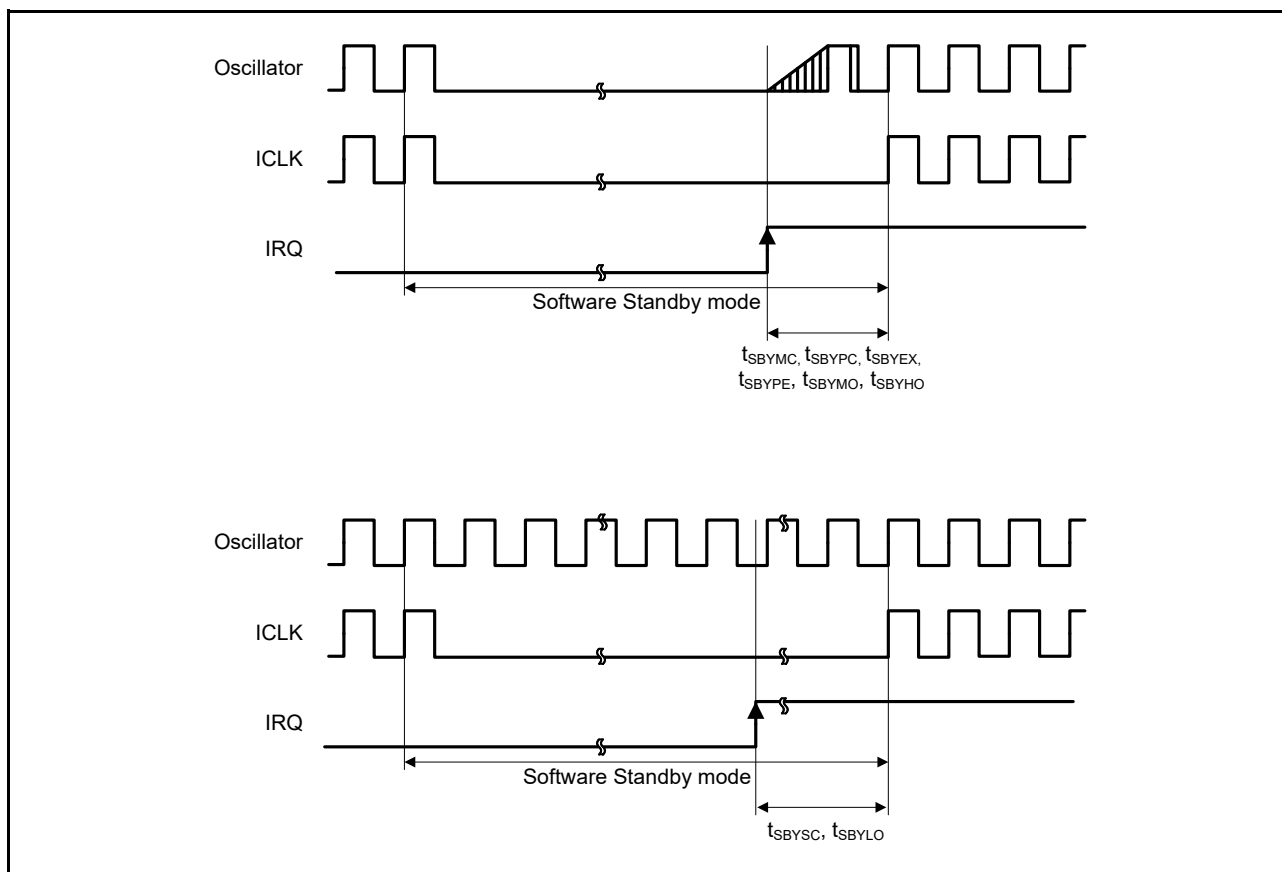 Oscillator
ICLK
IRQ
Software Standby mode
tSBYMC, tSBYPC, tSBYEX,
tSBYPE, tSBYMO, tSBYHO
Oscillator
ICLK
IRQ
Software Standby mode
tSBYSC, tSBYLO